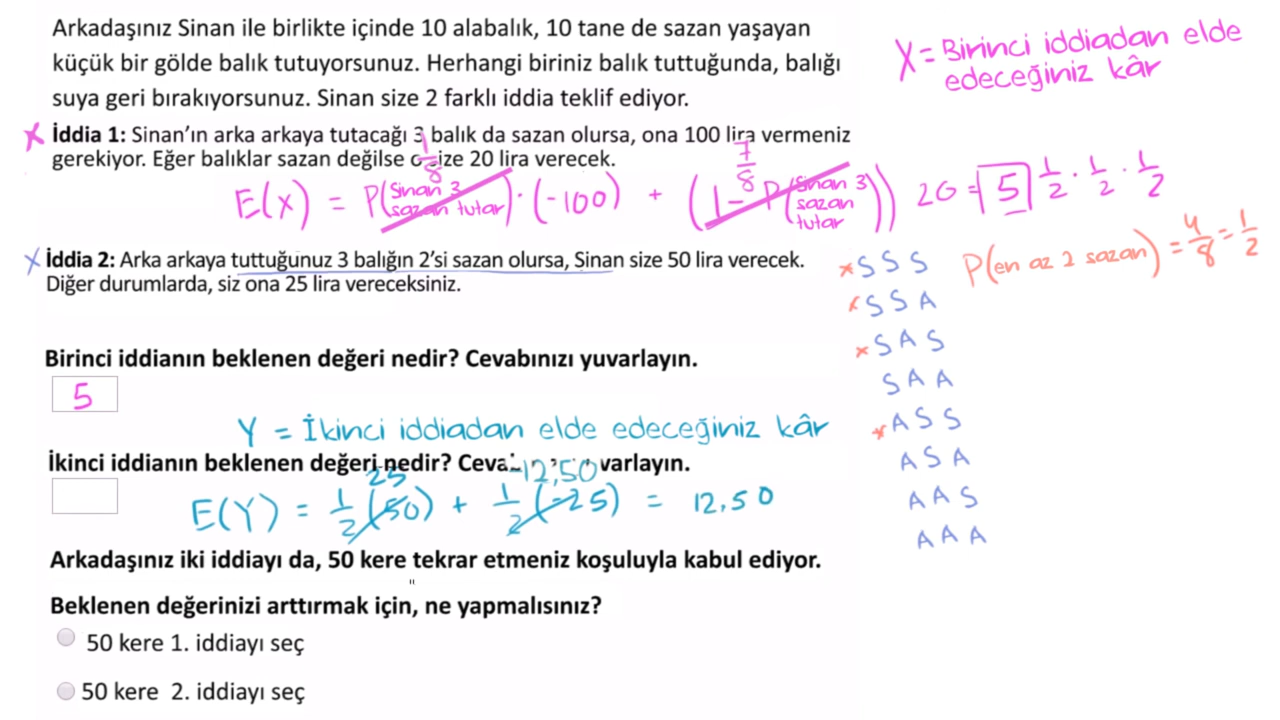 Arkadaşınız Sinan ile birlikte içinde 10 alabalık, 10 tane de sazan yaşayan
küçük bir gölde balık tutuyorsunuz. Herhangi biriniz balık tuttuğunda, balığı
suya geri bırakıyorsunuz. Sinan size 2 farklı iddia teklif ediyor.
X = Birinci iddiadan elde
edeceğiniz kâr
İddia 1: Sinan'ın arka arkaya tutacağı 3 balık da sazan olursa, ona 100 lira vermeniz
gerekiyor. Eğer balıklar sazan değilse o size 20 lira verecek.
1/8
7/8
E(X) = P(Sinan 3 sazan tutar) · (-100) + (1 - P(Sinan 3 sazan tutar)) 20 = 5
1/2 · 1/2 · 1/2
İddia 2: Arka arkaya tuttuğunuz 3 balığın 2'si sazan olursa, Sinan size 50 lira verecek.
Diğer durumlarda, siz ona 25 lira vereceksiniz.
P(en az 2 sazan) = 4/8 = 1/2
S S S
S S A
S A S
S A A
A S S
A S A
A A S
A A A
Birinci iddianın beklenen değeri nedir? Cevabınızı yuvarlayın.
5
Y = İkinci iddiadan elde edeceğiniz kâr
İkinci iddianın beklenen değeri nedir? varlayın.
25
-12,50
E(Y) = 1/2 (50) + 1/2 (-25) = 12,50
Arkadaşınız iki iddiayı da, 50 kere tekrar etmeniz koşuluyla kabul ediyor.
"
Beklenen değerinizi arttırmak için, ne yapmalısınız?
50 kere 1. iddiayı seç
50 kere 2. iddiayı seç